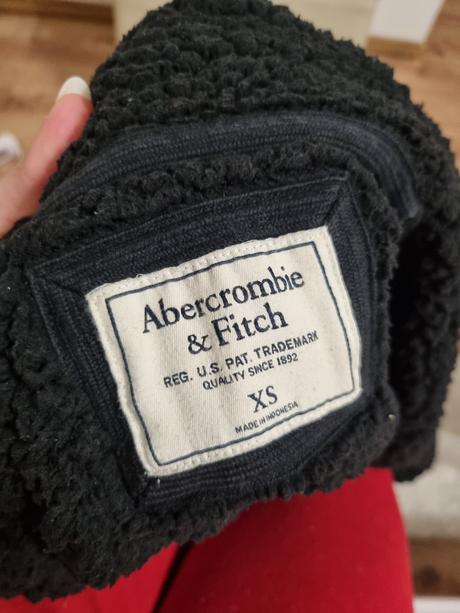 Abercrombie
& Fitch
REG. U.S. PAT. TRADEMARK
QUALITY SINCE 1892
XS
MADE IN INDONESIA